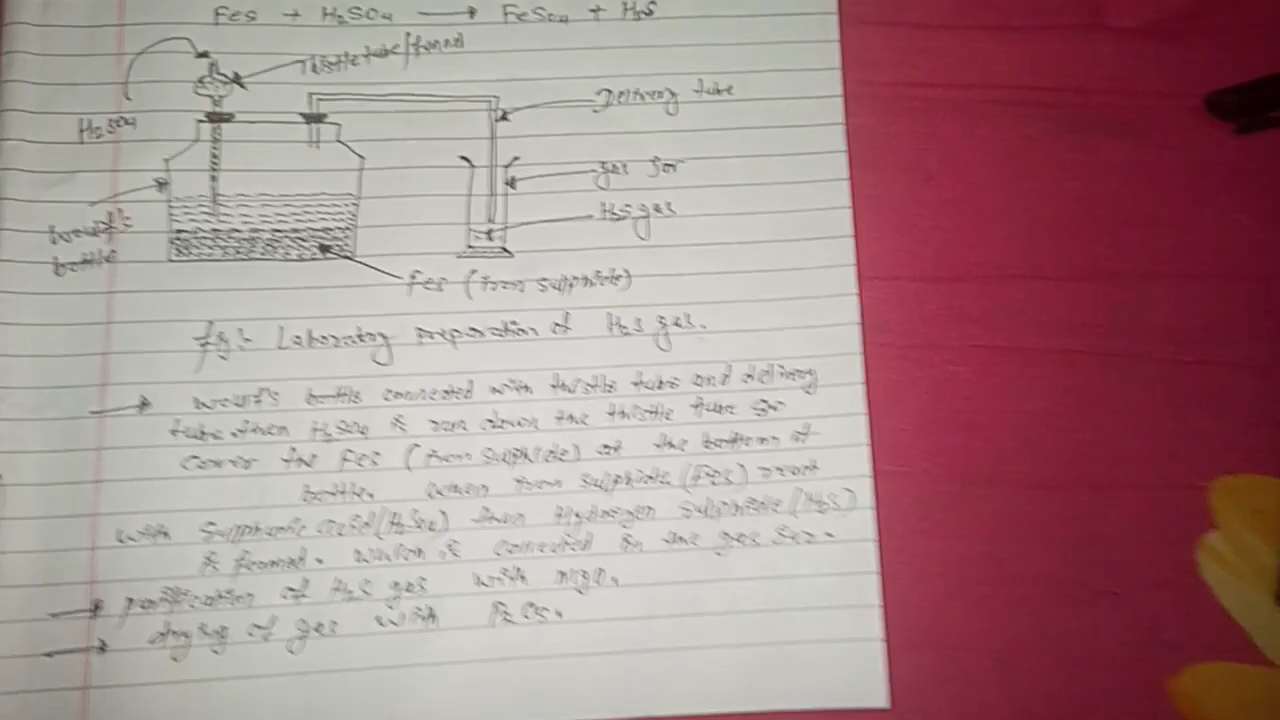 FeS + H₂SO₄ → FeSO₄ + H₂S
Thistle tube/funnel
Delivery tube
H₂SO₄
gas Jar
H₂S gas
woulf's
bottle
FeS (Iron sulphide)
fig:- Laboratory preparation of H₂S gas.
→ woulf's bottle connected with thistle tube and delivery
tube then H₂SO₄ is run down the thistle tube
cover the FeS (Iron sulphide) at the bottom of
bottle. when Iron sulphide (FeS) react
with sulphuric acid (H₂SO₄) then Hydrogen sulphide (H₂S)
is formed. which is collected in the gas Jar.
→ purification of H₂S gas with mgo.
→ drying of gas with